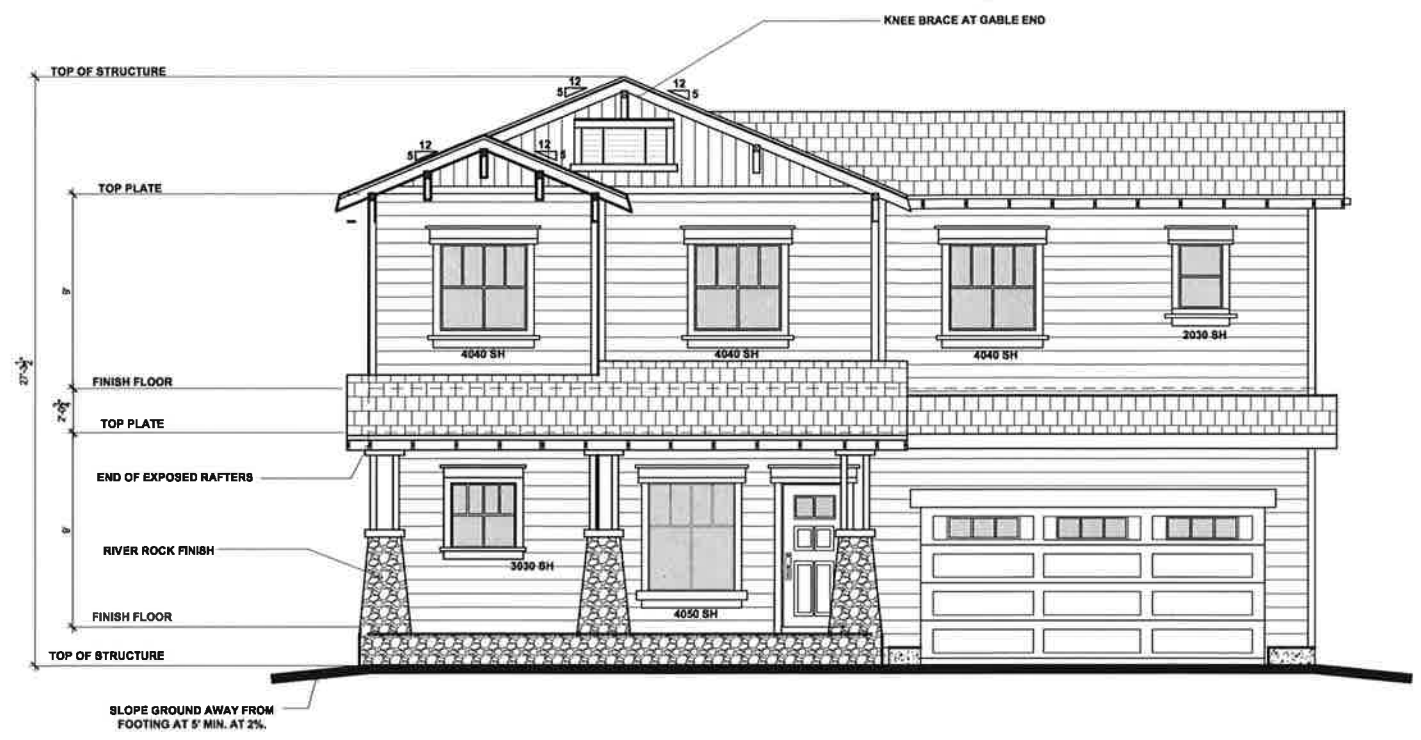 KNEE BRACE AT GABLE END
TOP OF STRUCTURE
12
5
12
5
12
5
12
5
TOP PLATE
9'
27'-3½"
4040 SH
4040 SH
4040 SH
2030 SH
FINISH FLOOR
2'-0¾"
TOP PLATE
END OF EXPOSED RAFTERS
9'
RIVER ROCK FINISH
3030 SH
4050 SH
FINISH FLOOR
TOP OF STRUCTURE
SLOPE GROUND AWAY FROM
FOOTING AT 5' MIN. AT 2%.